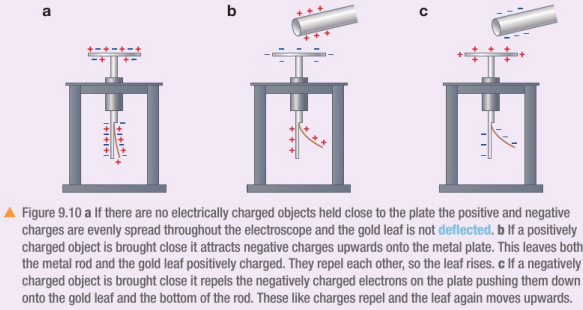 a
b
c
▲ Figure 9.10 a If there are no electrically charged objects held close to the plate the positive and negative
charges are evenly spread throughout the electroscope and the gold leaf is not deflected. b If a positively
charged object is brought close it attracts negative charges upwards onto the metal plate. This leaves both
the metal rod and the gold leaf positively charged. They repel each other, so the leaf rises. c If a negatively
charged object is brought close it repels the negatively charged electrons on the plate pushing them down
onto the gold leaf and the bottom of the rod. These like charges repel and the leaf again moves upwards.